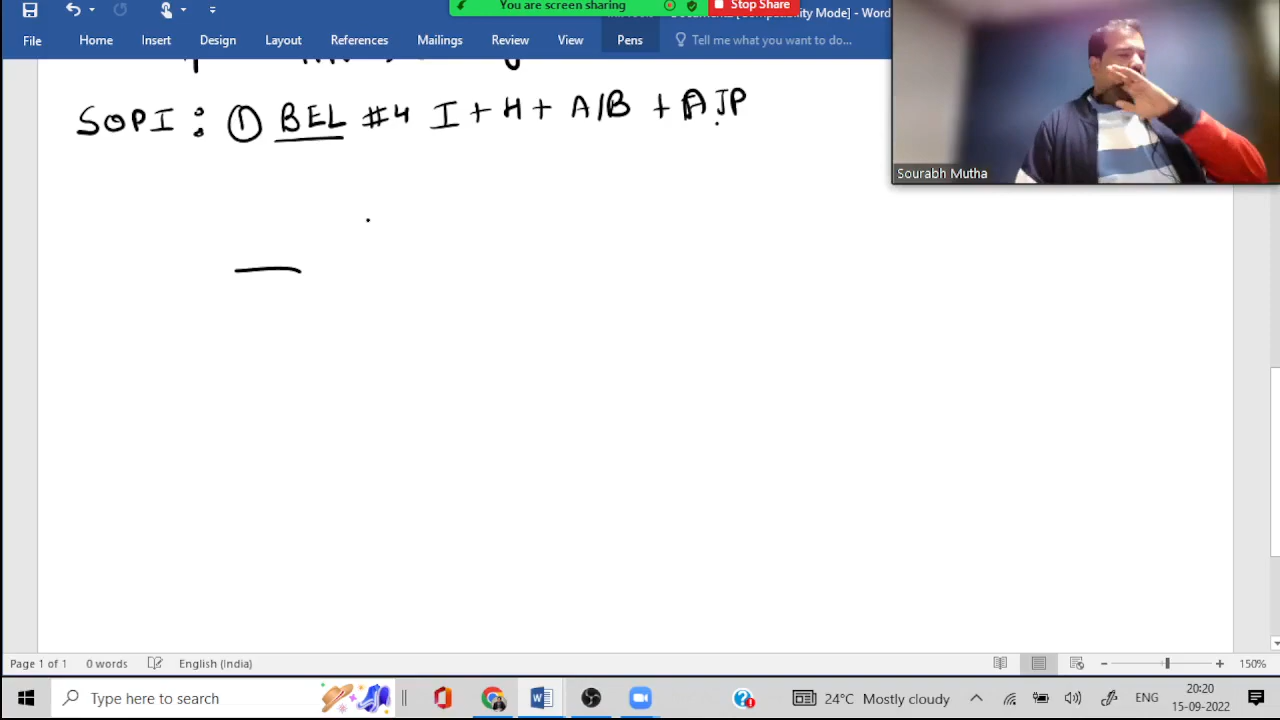 You are screen sharing
Stop Share
[Compatibility Mode] - Word
File Home Insert Design Layout References Mailings Review View Pens Tell me what you want to do...
SOPI : ① BEL #4 I + H + A/B + AJP
Sourabh Mutha
Page 1 of 1 0 words English (India) 150%
Type here to search 24°C Mostly cloudy ENG 20:20
15-09-2022